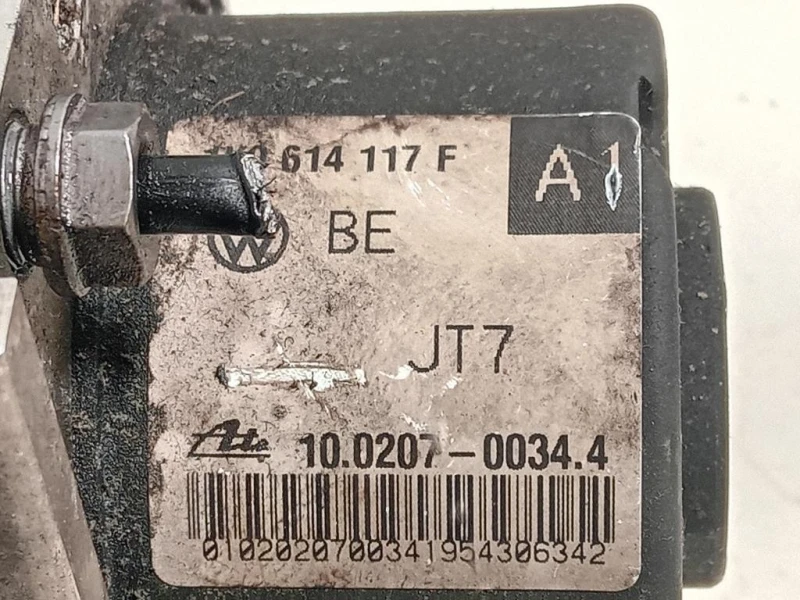 614 117 F
A1
BE
JT7
Ate 10.0207-0034.4
0102020700341954306342